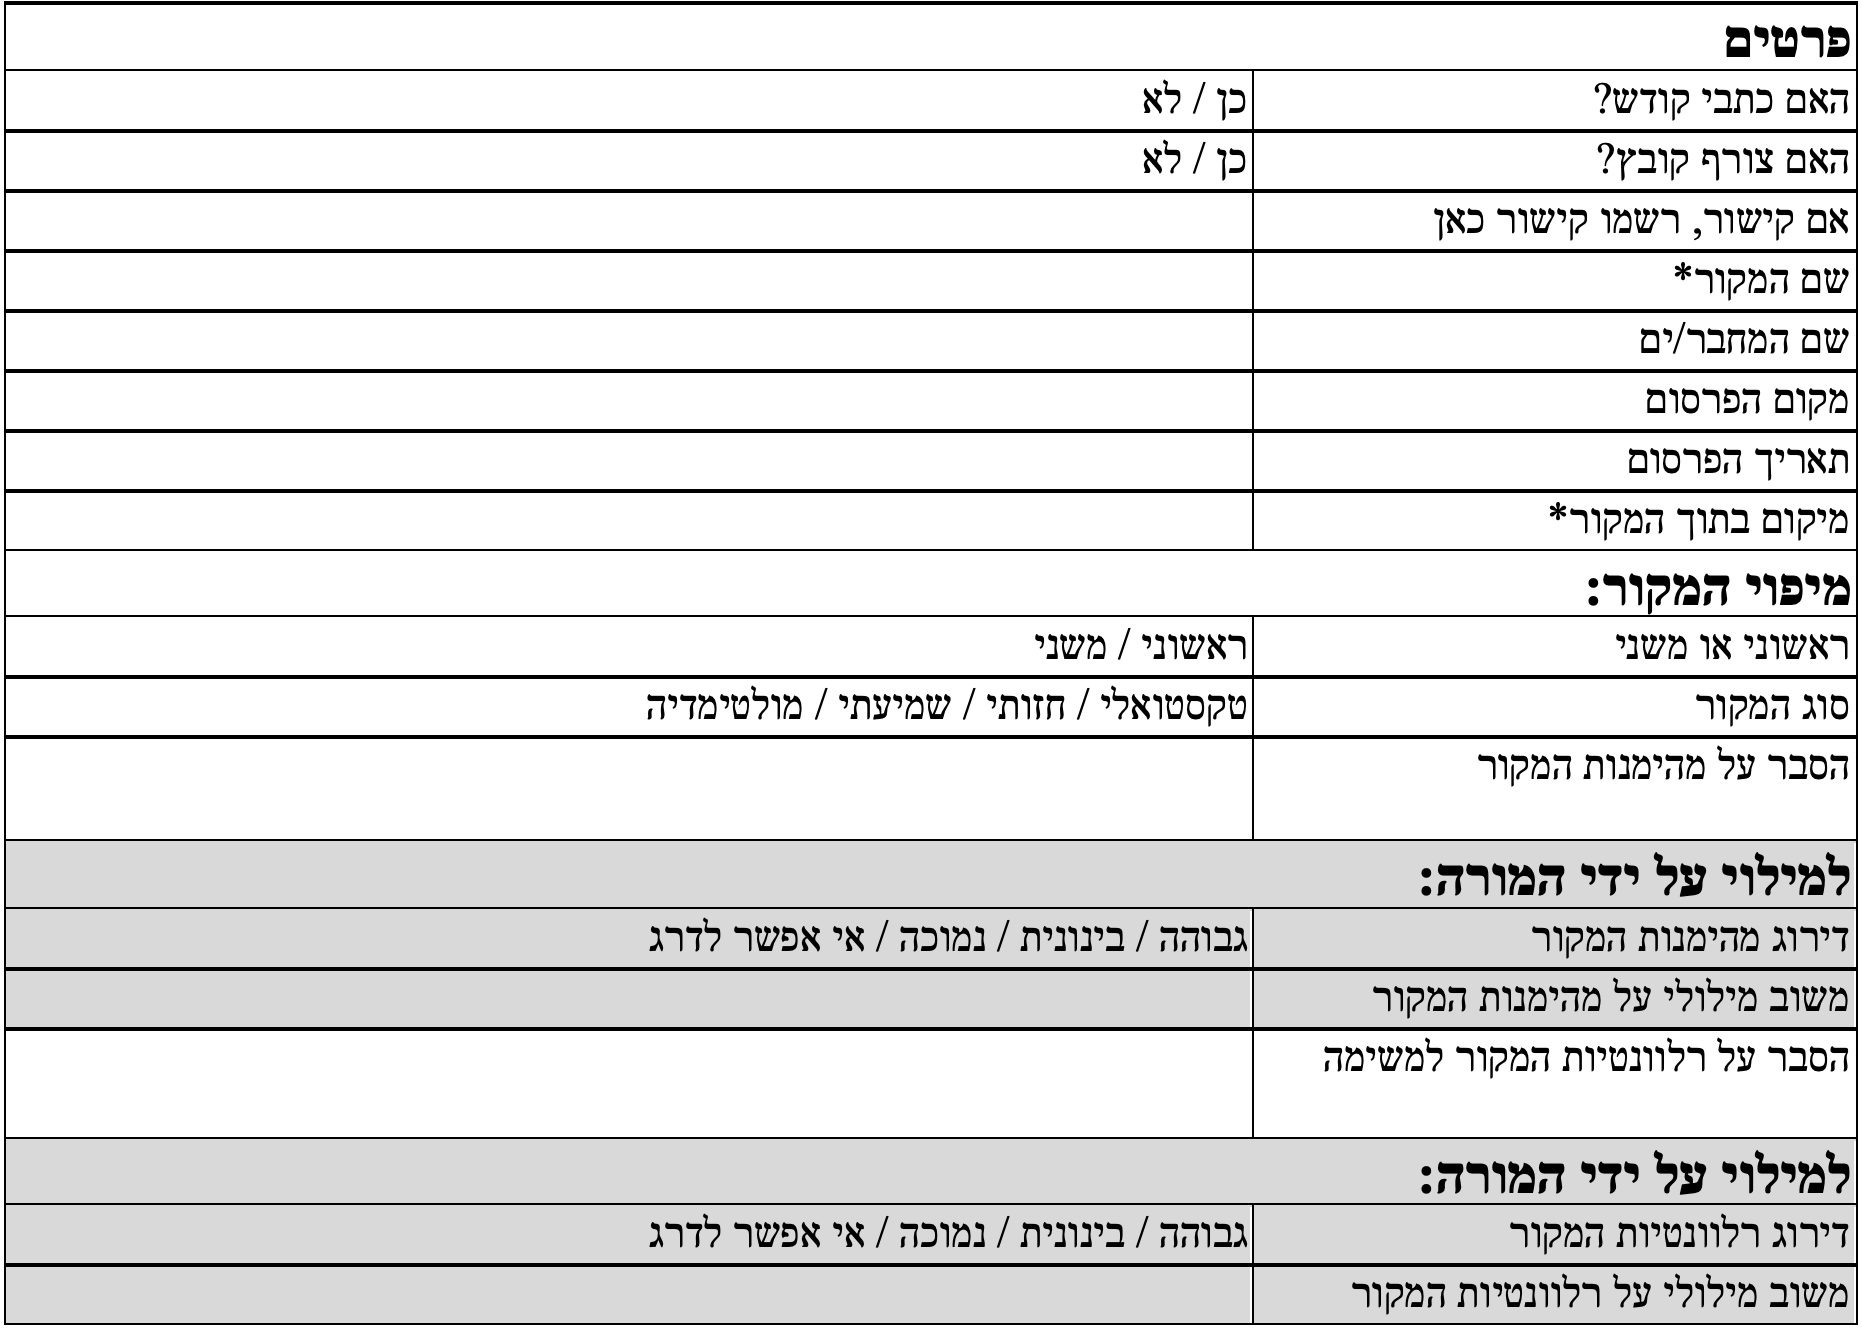 פרטים
האם כתבי קודש? כן / לא
האם צורף קובץ? כן / לא
אם קישור, רשמו קישור כאן
שם המקור*
שם המחבר/ים
מקום הפרסום
תאריך הפרסום
מיקום בתוך המקור*
מיפוי המקור:
ראשוני או משני ראשוני / משני
סוג המקור טקסטואלי / חזותי / שמיעתי / מולטימדיה
הסבר על מהימנות המקור
למילוי על ידי המורה:
דירוג מהימנות המקור גבוהה / בינונית / נמוכה / אי אפשר לדרג
משוב מילולי על מהימנות המקור
הסבר על רלוונטיות המקור למשימה
למילוי על ידי המורה:
דירוג רלוונטיות המקור גבוהה / בינונית / נמוכה / אי אפשר לדרג
משוב מילולי על רלוונטיות המקור